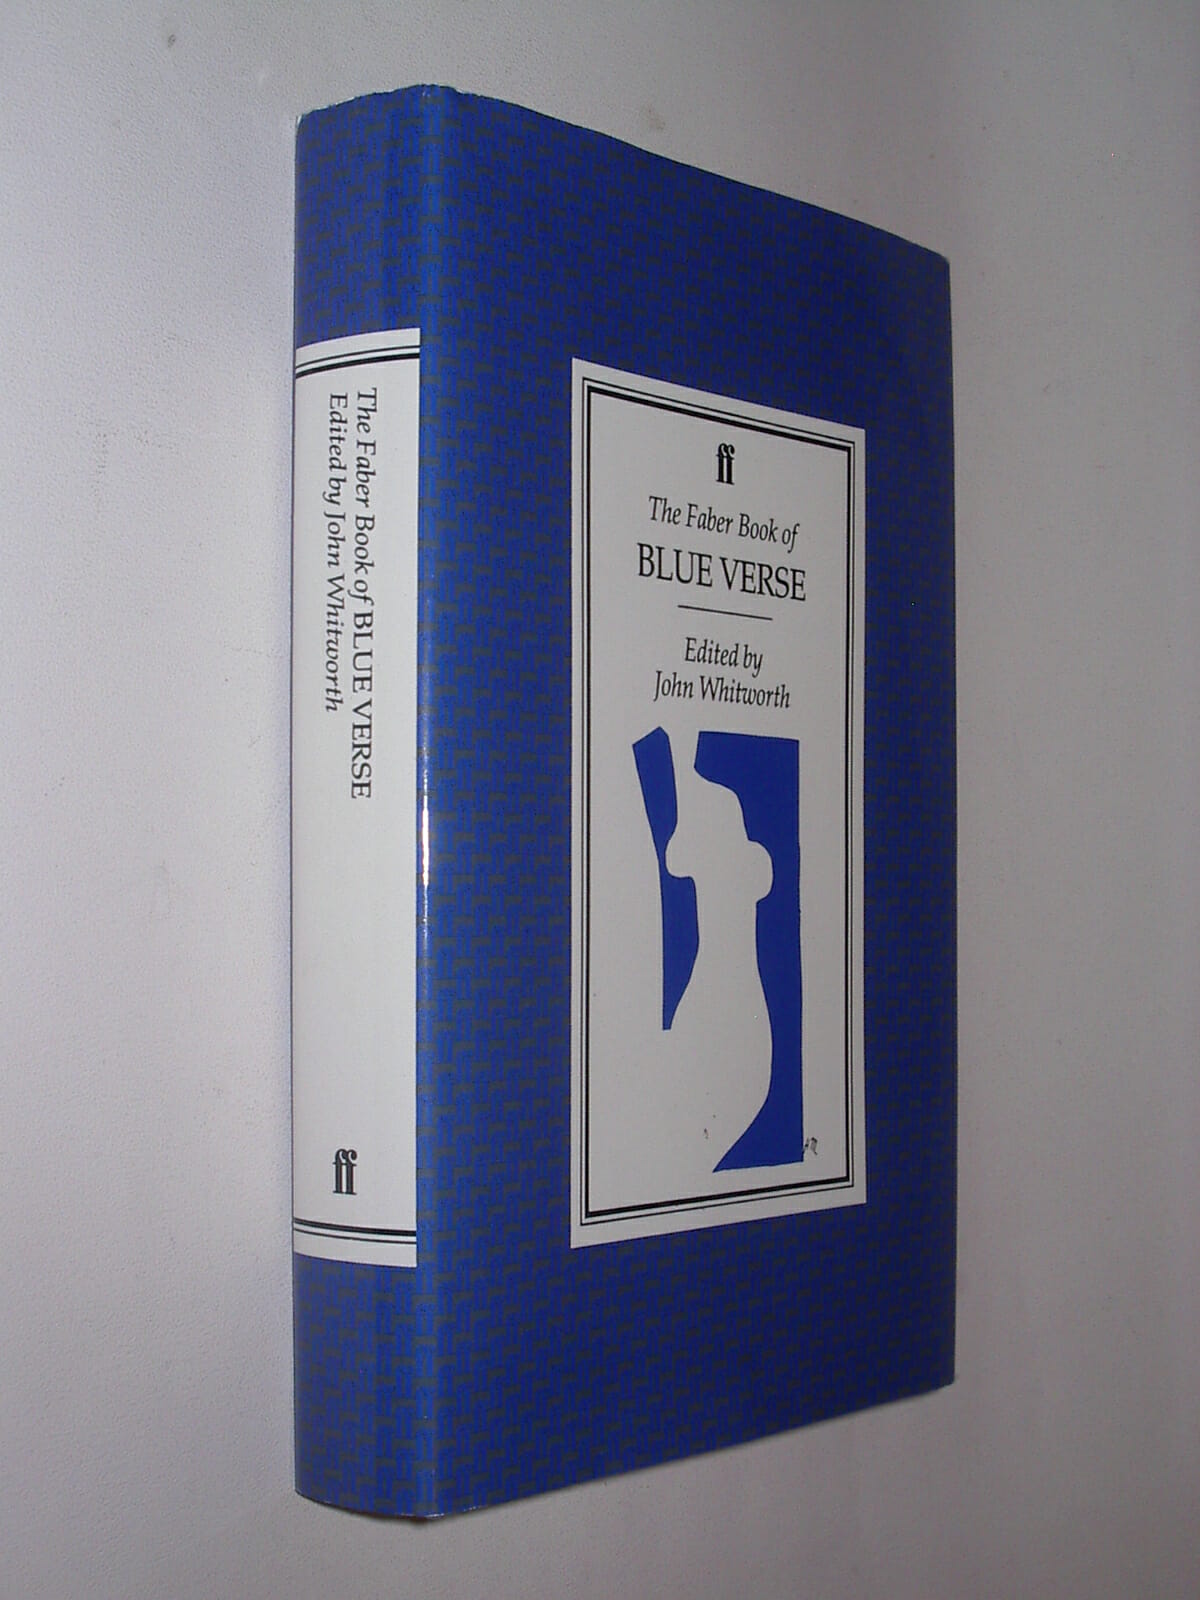 The Faber Book of BLUE VERSE
Edited by John Whitworth
ff
ff
The Faber Book of
BLUE VERSE
Edited by
John Whitworth